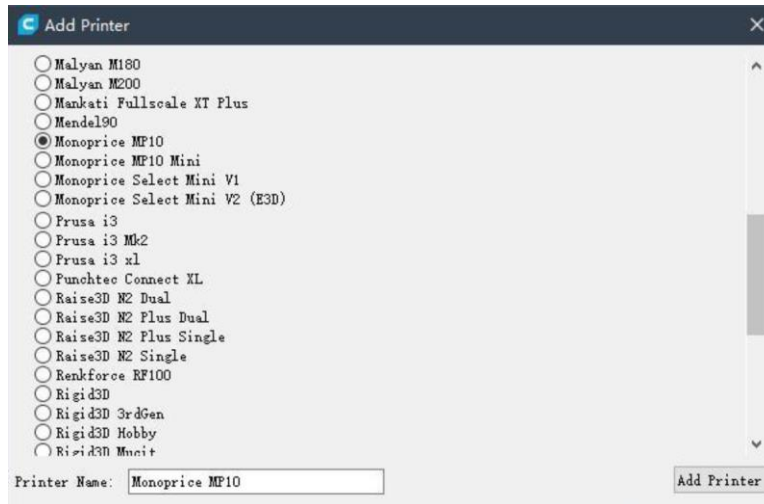 Add Printer
Malyan M180
Malyan M200
Mankati Fullscale XT Plus
Mendel90
Monoprice MP10
Monoprice MP10 Mini
Monoprice Select Mini V1
Monoprice Select Mini V2 (E3D)
Prusa i3
Prusa i3 Mk2
Prusa i3 xl
Punchtec Connect XL
Raise3D N2 Dual
Raise3D N2 Plus Dual
Raise3D N2 Plus Single
Raise3D N2 Single
Renkforce RF100
Rigid3D
Rigid3D 3rdGen
Rigid3D Hobby
Rigid3D Mucit
Printer Name: Monoprice MP10 Add Printer